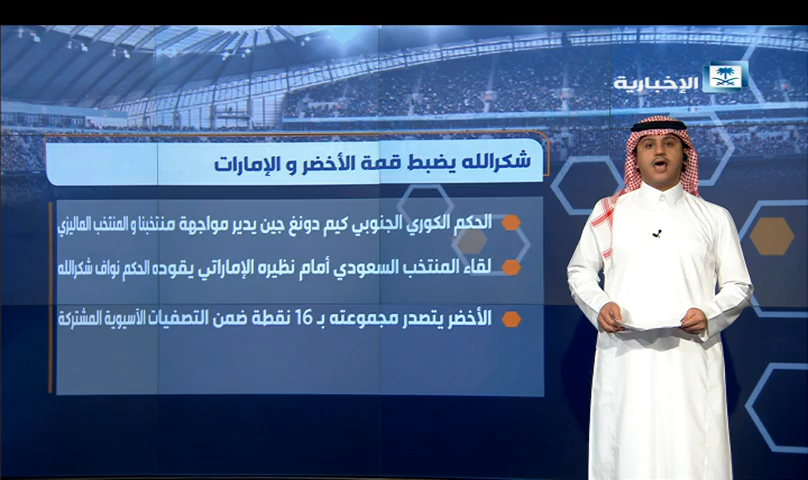 الإخبارية
شكرالله يضبط قمة الأخضر و الإمارات
الحكم الكوري الجنوبي كيم دونغ جين يدير مواجهة منتخبنا و المنتخب الماليزي
لقاء المنتخب السعودي أمام نظيره الإماراتي يقوده الحكم نواف شكرالله
الأخضر يتصدر مجموعته بـ 16 نقطة ضمن التصفيات الآسيوية المشتركة